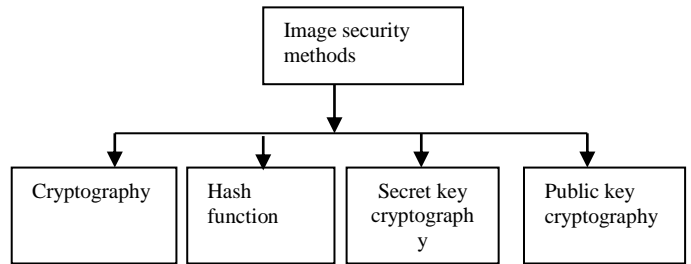 Image security
methods
Cryptography
Hash
function
Secret key
cryptograph
y
Public key
cryptography